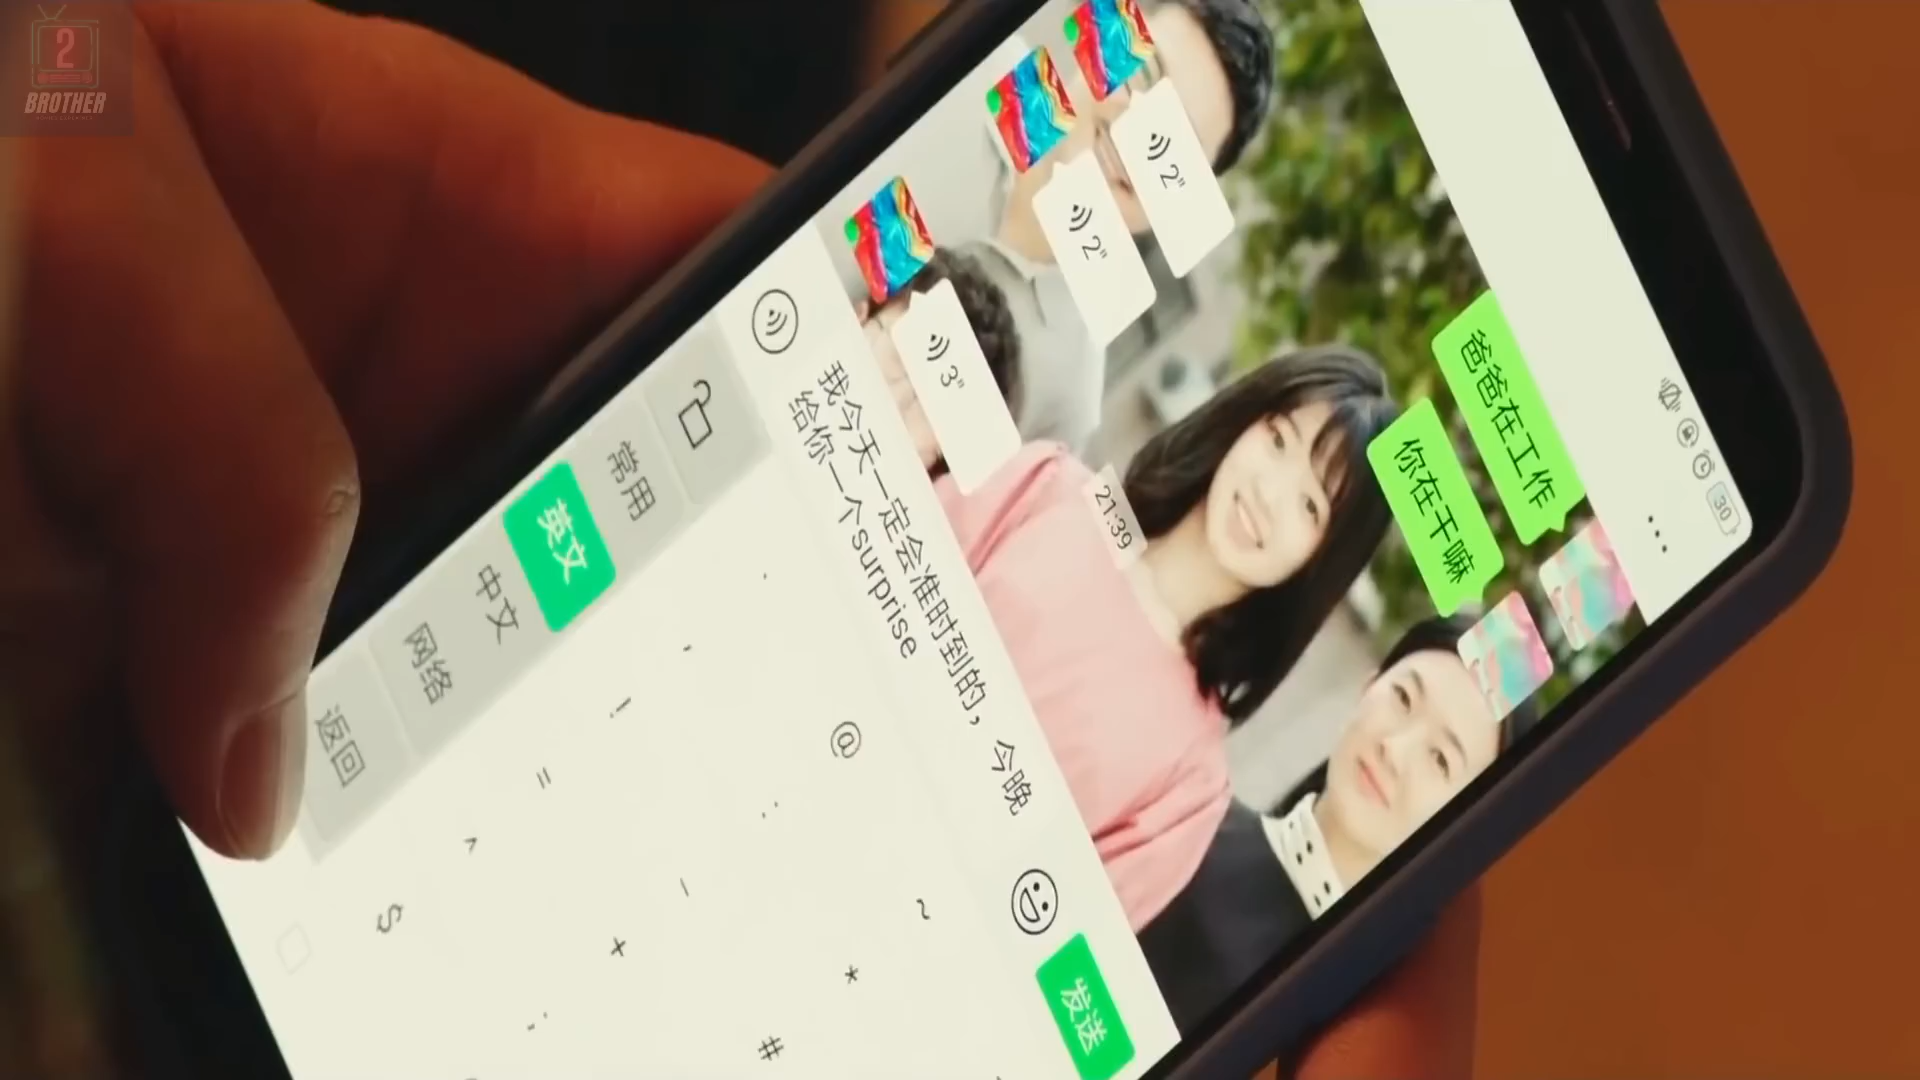 2
BROTHER
30
爸爸在工作
你在干嘛
2"
2"
21:39
3"
我今天一定会准时到的，今晚
给你一个surprise
发送
常用
英文
中文
网络
返回
@
~
*
#
!
=
^
$
+